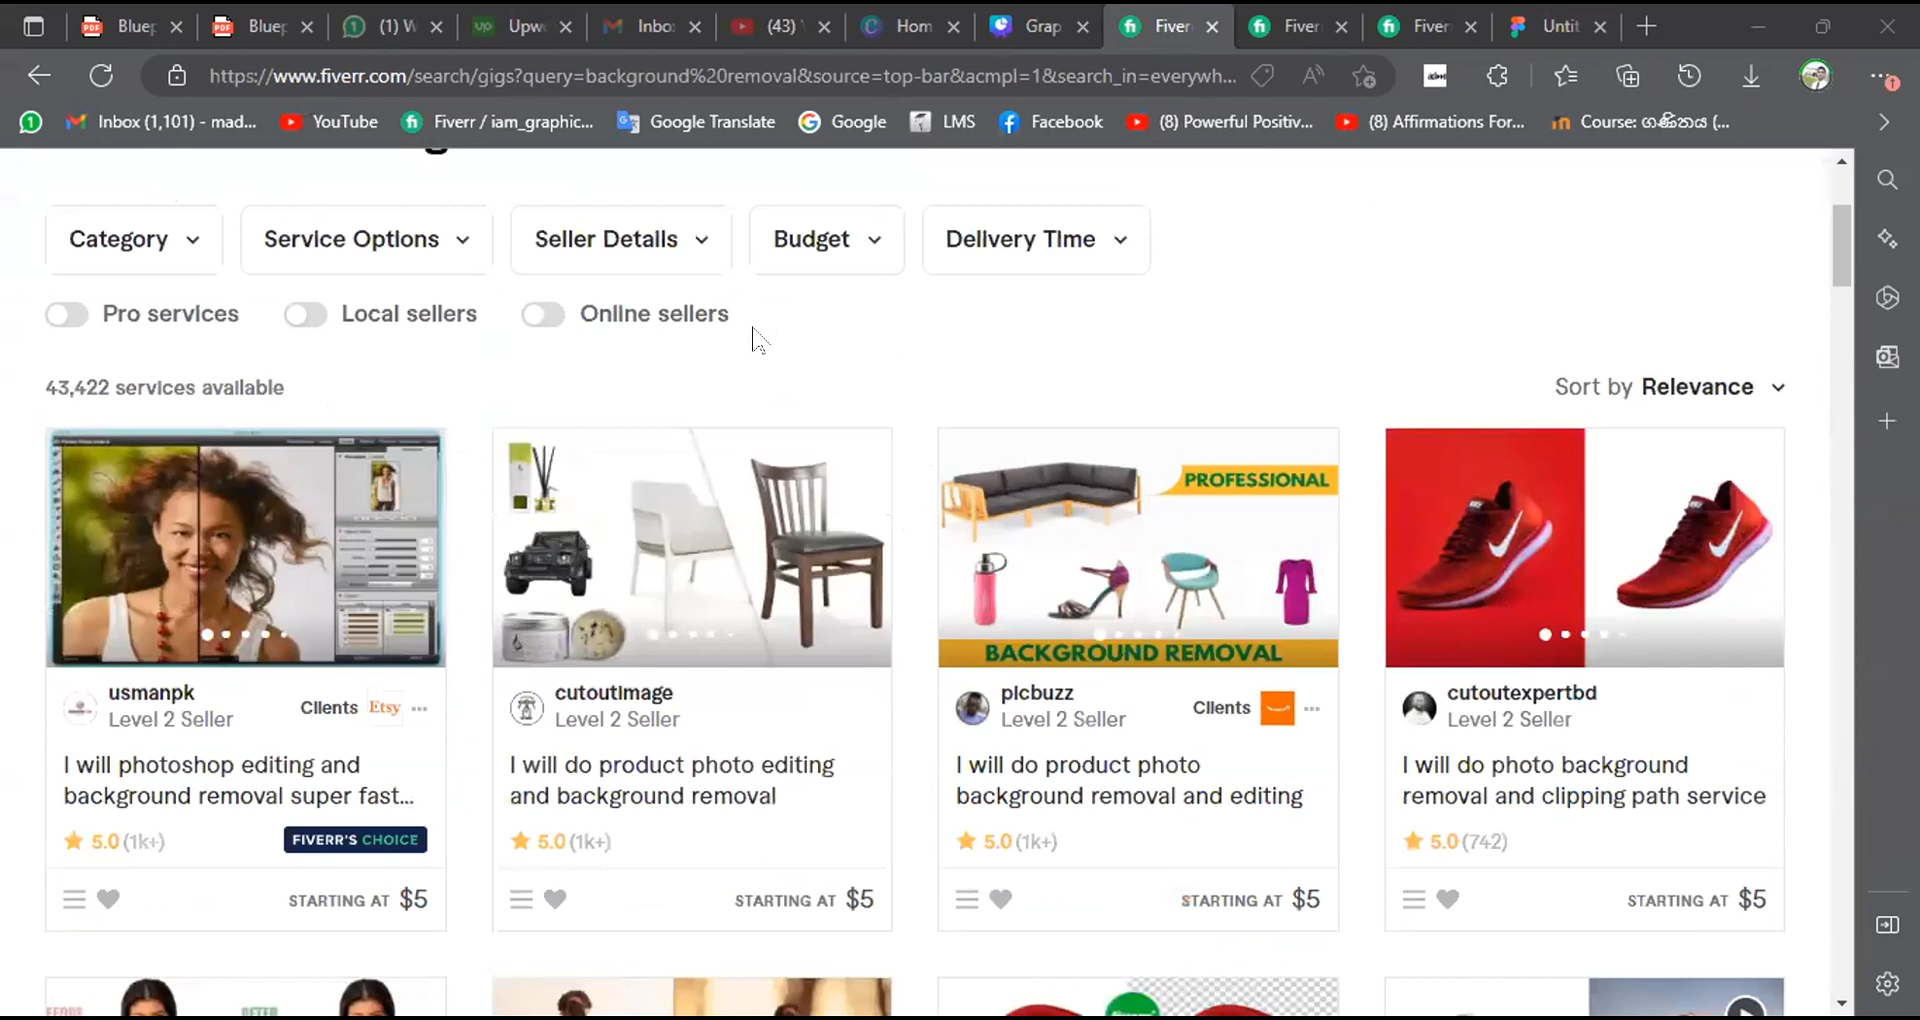 Bluep
Bluep
(1) W
Upw
Inbo
(43)
Hom
Grap
Fiverr
Fiverr
Fiverr
Untit
https://www.fiverr.com/search/gigs?query=background%20removal&source=top-bar&acmpl=1&search_in=everywh...
Inbox (1,101) - mad...
YouTube
Fiverr / iam_graphic...
Google Translate
Google
LMS
Facebook
(8) Powerful Positiv...
(8) Affirmations For...
Course: ගණිතය (...
Category
Service Options
Seller Details
Budget
Delivery Time
Pro services
Local sellers
Online sellers
43,422 services available
Sort by Relevance
PROFESSIONAL
BACKGROUND REMOVAL
usmanpk
Level 2 Seller
Clients Etsy
I will photoshop editing and
background removal super fast...
5.0 (1k+)
FIVERR'S CHOICE
STARTING AT $5
cutoutimage
Level 2 Seller
I will do product photo editing
and background removal
5.0 (1k+)
STARTING AT $5
picbuzz
Level 2 Seller
Clients
I will do product photo
background removal and editing
5.0 (1k+)
STARTING AT $5
cutoutexpertbd
Level 2 Seller
I will do photo background
removal and clipping path service
5.0 (742)
STARTING AT $5